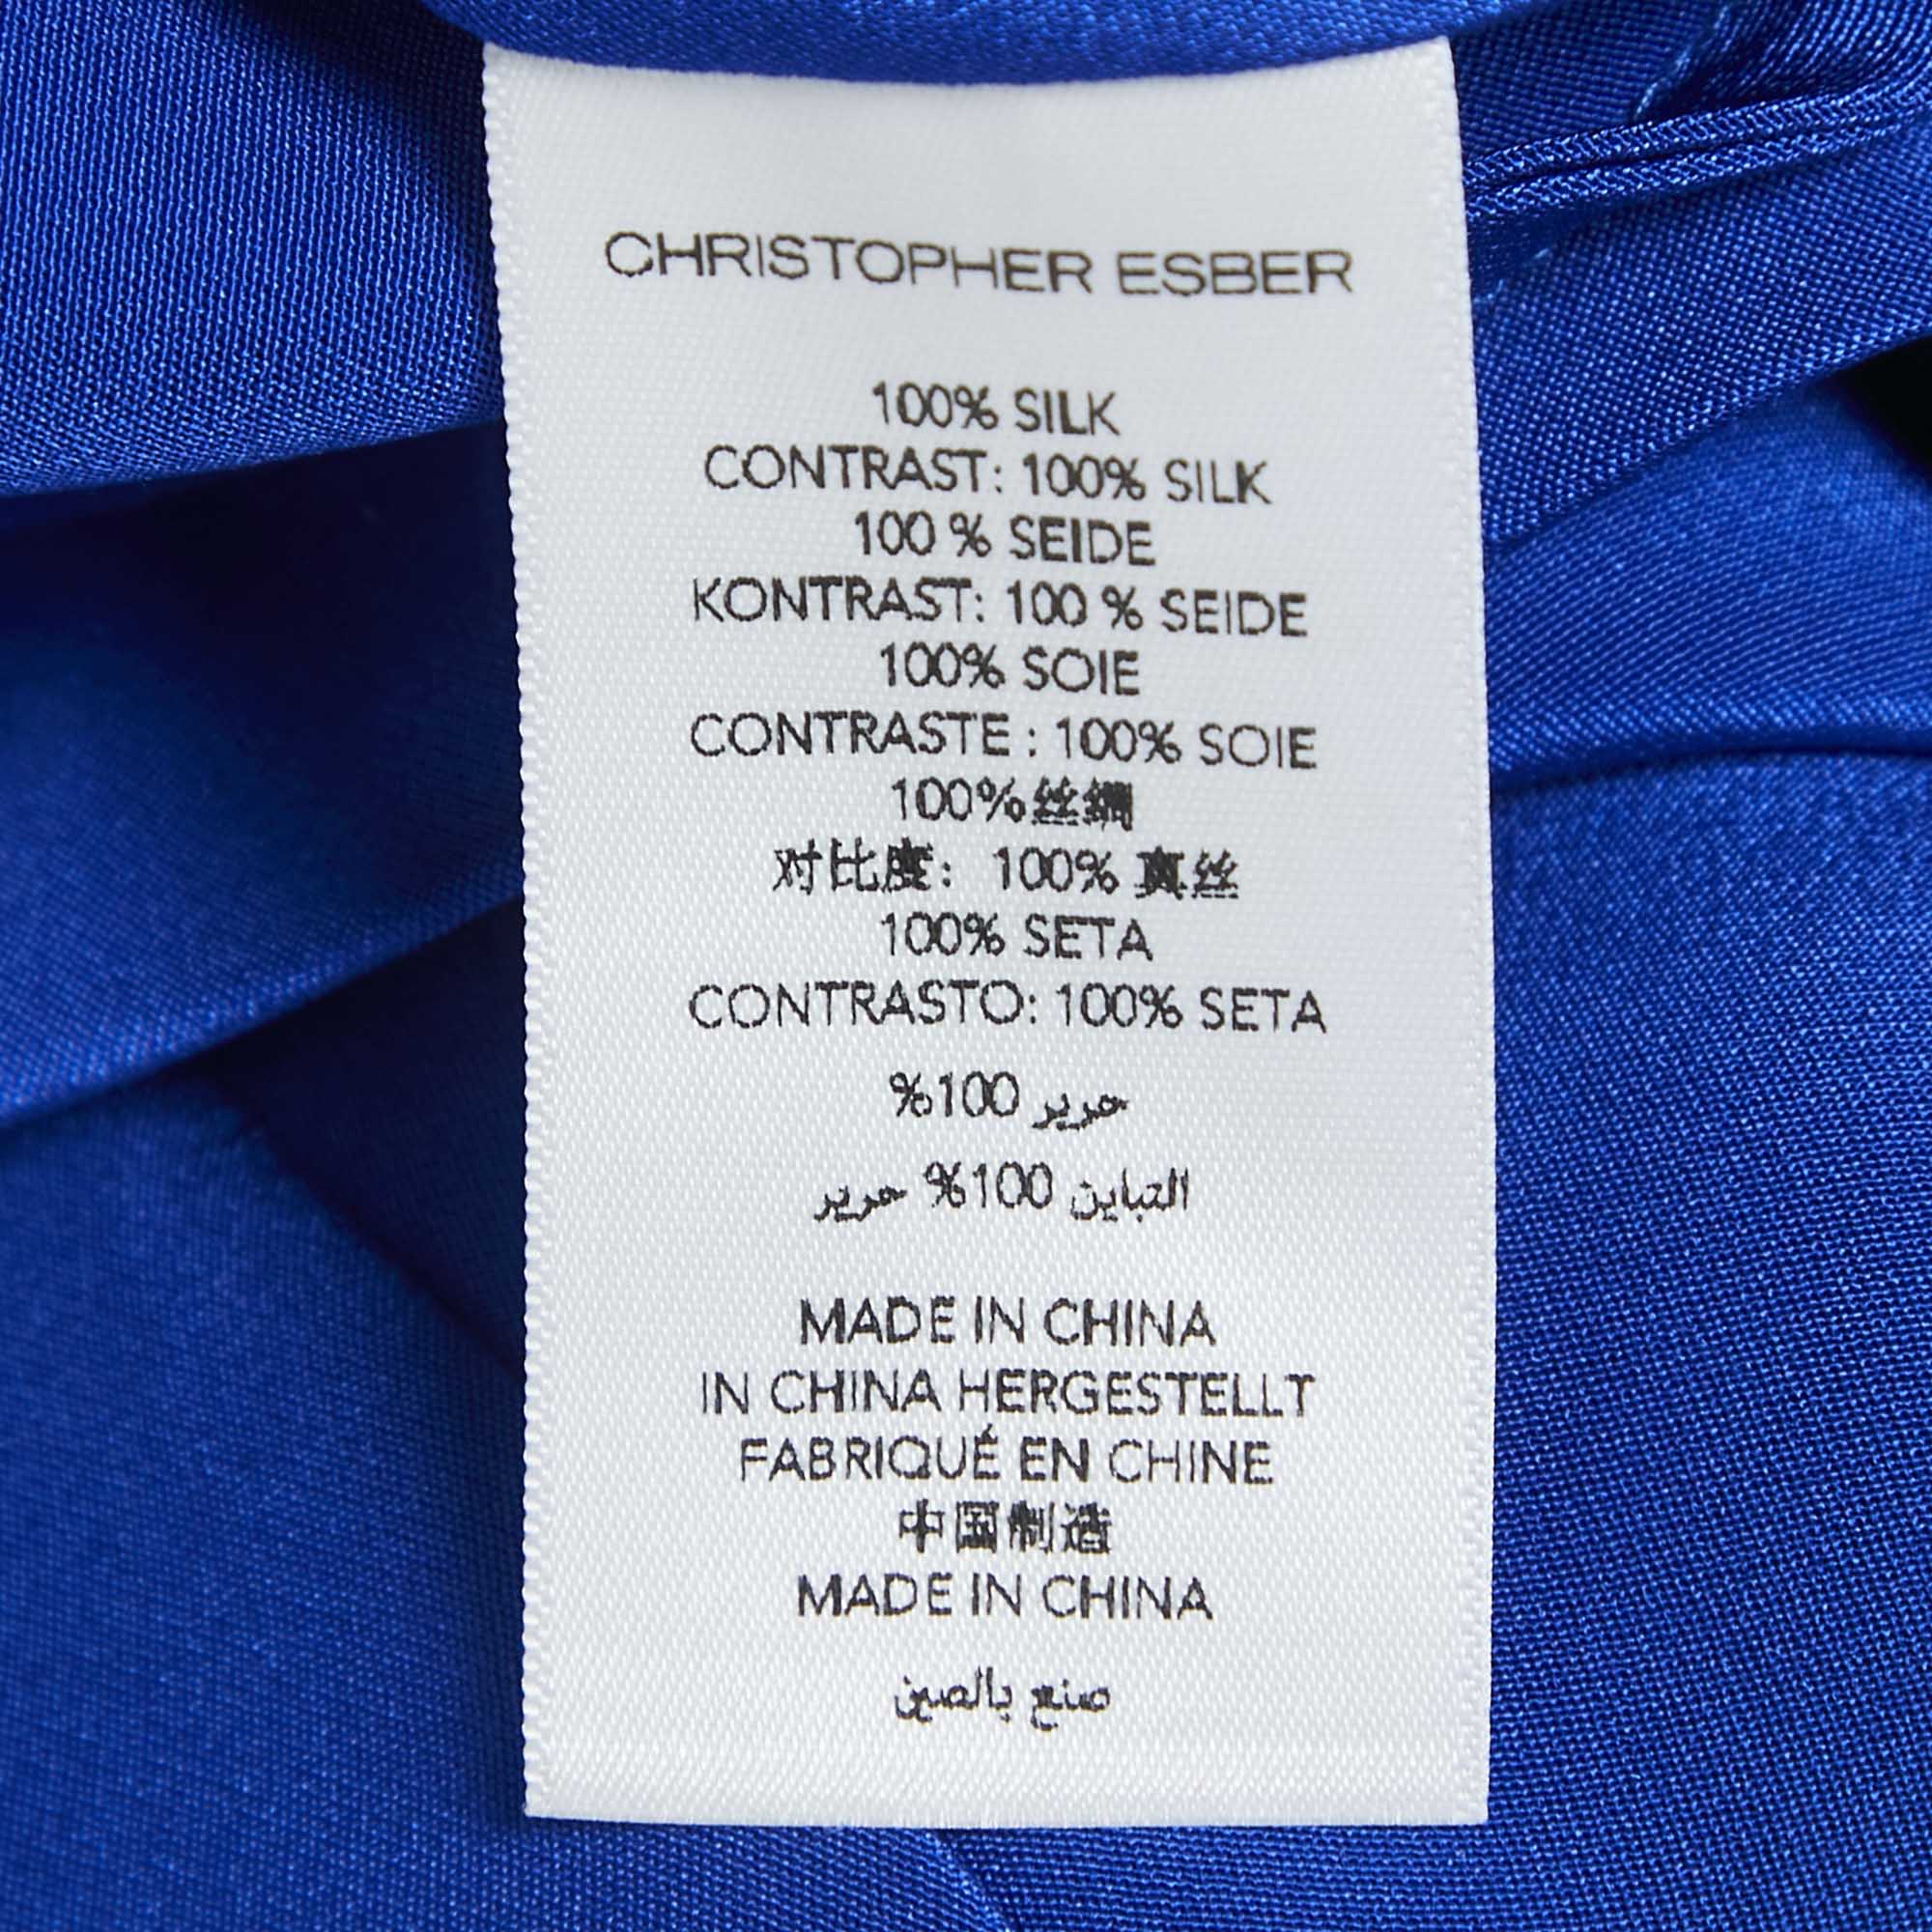 CHRISTOPHER ESBER
100% SILK
CONTRAST: 100% SILK
100 % SEIDE
KONTRAST: 100 % SEIDE
100% SOIE
CONTRASTE : 100% SOIE
100%丝绸
对比度: 100% 真丝
100% SETA
CONTRASTO: 100% SETA
حرير 100%
التباين 100% حرير
MADE IN CHINA
IN CHINA HERGESTELLT
FABRIQUÉ EN CHINE
中国制造
MADE IN CHINA
صنع بالصين